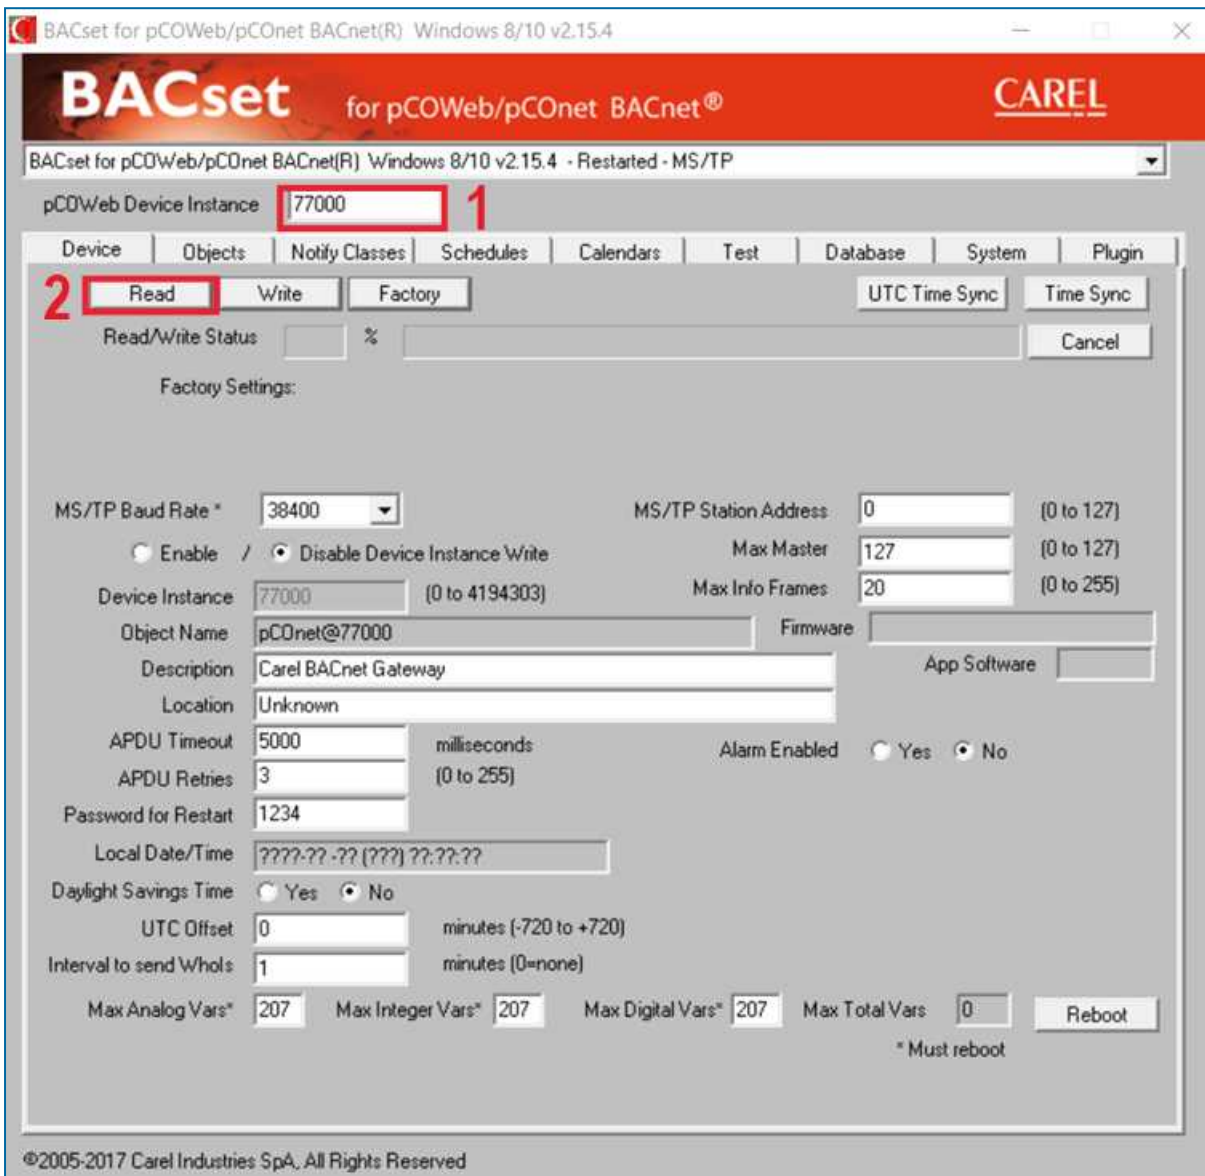 BACset for pCOWeb/pCOnet BACnet(R) Windows 8/10 v2.15.4
BACset for pCOWeb/pCOnet BACnet® CAREL
BACset for pCOWeb/pCOnet BACnet(R) Windows 8/10 v2.15.4 - Restarted - MS/TP
pCOWeb Device Instance 77000 1
Device Objects Notify Classes Schedules Calendars Test Database System Plugin
2 Read Write Factory UTC Time Sync Time Sync
Read/Write Status % Cancel
Factory Settings:
MS/TP Baud Rate * 38400 MS/TP Station Address 0 (0 to 127)
Enable / Disable Device Instance Write Max Master 127 (0 to 127)
Device Instance 77000 (0 to 4194303) Max Info Frames 20 (0 to 255)
Object Name pCOnet@77000 Firmware
Description Carel BACnet Gateway App Software
Location Unknown
APDU Timeout 5000 milliseconds Alarm Enabled Yes No
APDU Retries 3 (0 to 255)
Password for Restart 1234
Local Date/Time ????-?? -?? (???) ??:??:??
Daylight Savings Time Yes No
UTC Offset 0 minutes (-720 to +720)
Interval to send WhoIs 1 minutes (0=none)
Max Analog Vars* 207 Max Integer Vars* 207 Max Digital Vars* 207 Max Total Vars 0 Reboot
* Must reboot
©2005-2017 Carel Industries SpA, All Rights Reserved